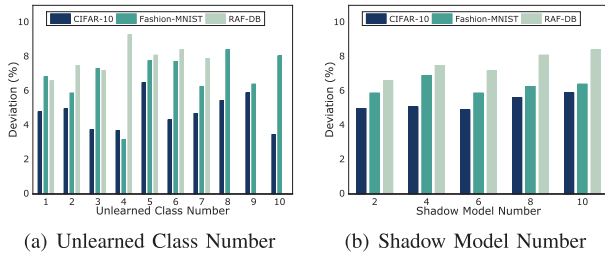 CIFAR-10 Fashion-MNIST RAF-DB
10
8
6
4
2
0
Deviation (%)
1 2 3 4 5 6 7 8 9 10
Unlearned Class Number
(a) Unlearned Class Number
CIFAR-10 Fashion-MNIST RAF-DB
10
8
6
4
2
0
Deviation (%)
2 4 6 8 10
Shadow Model Number
(b) Shadow Model Number